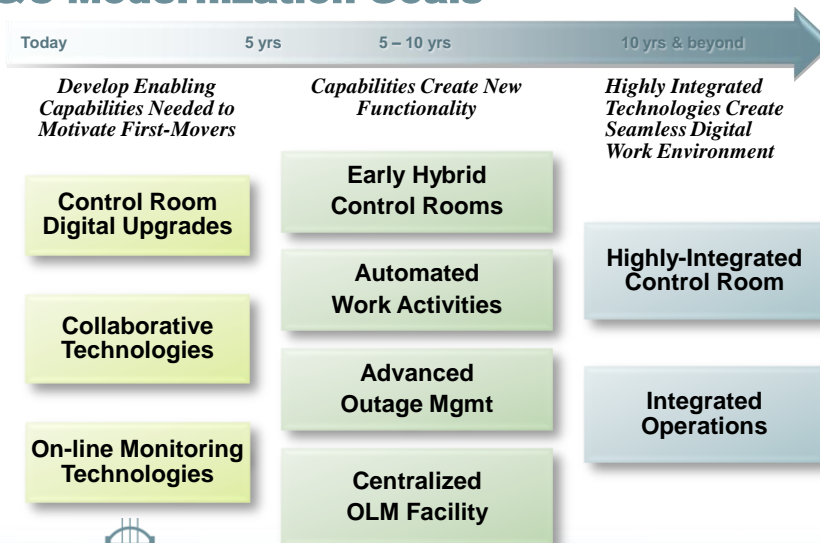 Modernization Goals
Today 5 yrs 5 – 10 yrs 10 yrs & beyond
Develop Enabling
Capabilities Needed to
Motivate First-Movers
Capabilities Create New
Functionality
Highly Integrated
Technologies Create
Seamless Digital
Work Environment
Control Room
Digital Upgrades
Collaborative
Technologies
On-line Monitoring
Technologies
Early Hybrid
Control Rooms
Automated
Work Activities
Advanced
Outage Mgmt
Centralized
OLM Facility
Highly-Integrated
Control Room
Integrated
Operations